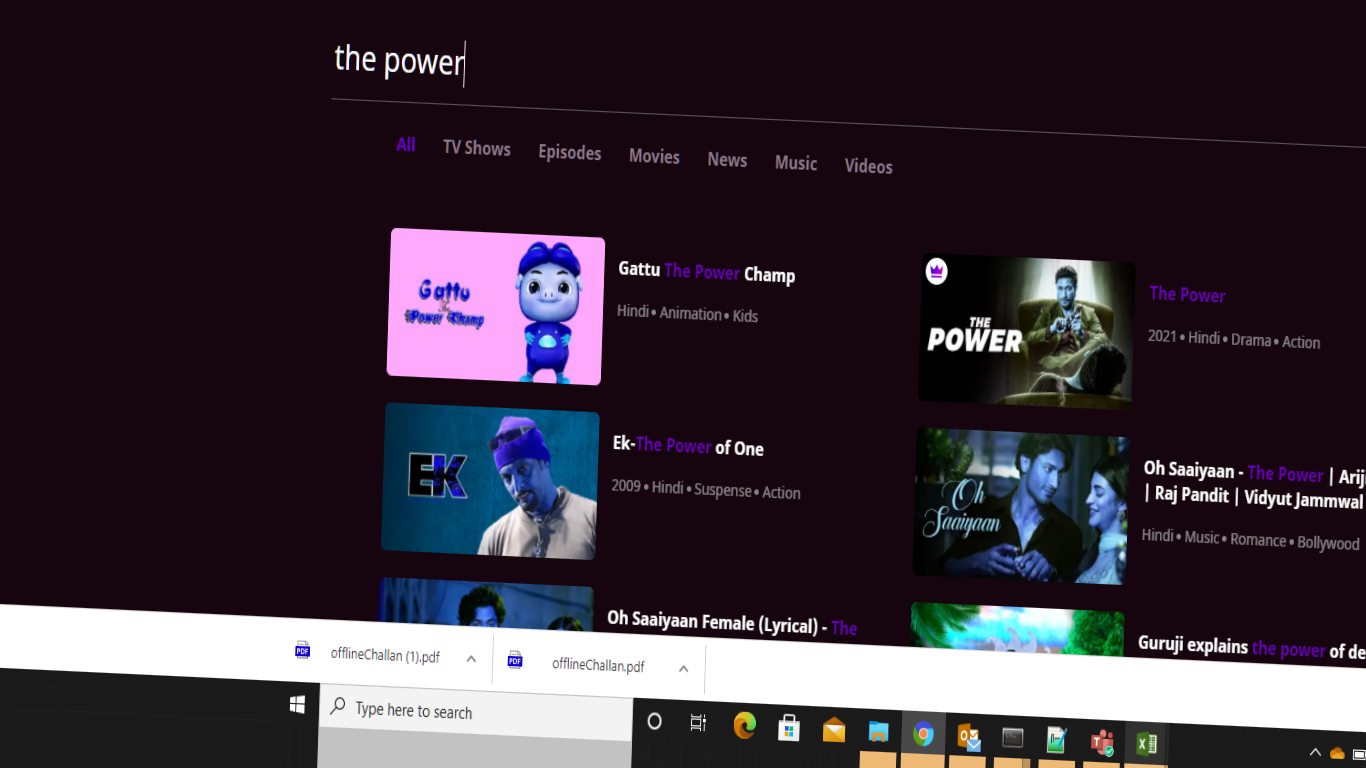 the power
All TV Shows Episodes Movies News Music Videos
Gattu
The
Power Champ
Gattu The Power Champ
Hindi • Animation • Kids
THE
POWER
The Power
2021 • Hindi • Drama • Action
EK
Ek-The Power of One
2009 • Hindi • Suspense • Action
Oh
Saaiyaan
Oh Saaiyaan - The Power |
| Raj Pandit | Vidyut Jammwal
Hindi • Music • Romance • Bollywood
Oh Saaiyaan Female (Lyrical) - The
Guruji explains the power of
PDF offlineChallan (1).pdf
PDF offlineChallan.pdf
Type here to search